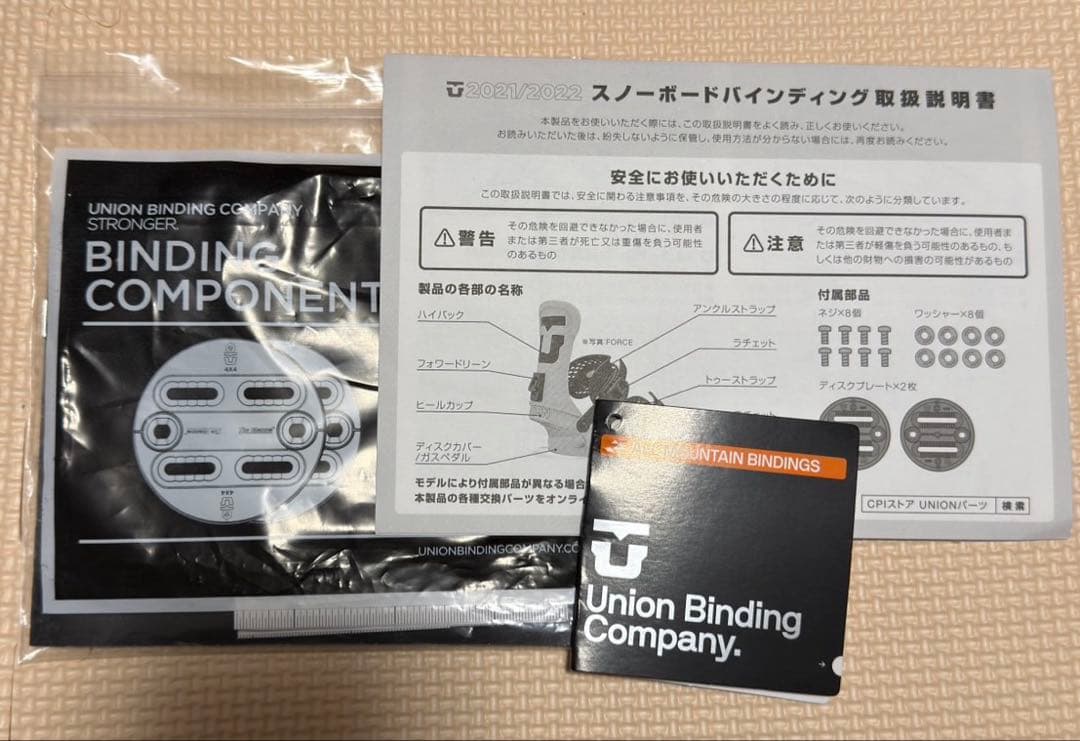 UNION BINDING COMPANY
STRONGER.
BINDING
COMPONENT
4X4
4X4
UNIONBINDINGCOMPANY.CO
2021/2022 スノーボードバインディング取扱説明書
本製品をお使いいただく際には、この取扱説明書をよく読み、正しくお使いください。
お読みいただいた後は、紛失しないように保管し、使用方法が分からない場合には、再度お読みください。
安全にお使いいただくために
この取扱説明書では、安全に関わる注意事項を、その危険の大きさの程度に応じて、次のように分類しています。
警告
その危険を回避できなかった場合に、使用者
または第三者が死亡又は重傷を負う可能性
のあるもの
注意
その危険を回避できなかった場合に、使用者ま
たは第三者が軽傷を負う可能性のあるもの、も
しくは他の財物への損害の可能性があるもの
製品の各部の名称
ハイバック
フォワードリーン
ヒールカップ
ディスクカバー
/ガスペダル
※写真:FORCE
アンクルストラップ
ラチェット
トゥーストラップ
付属部品
ネジ×8個
ワッシャー×8個
ディスクプレート×2枚
モデルにより付属部品が異なる場合
本製品の各種交換パーツをオンライ
CPIストア UNIONパーツ 検索
ALL MOUNTAIN BINDINGS
Union Binding
Company.